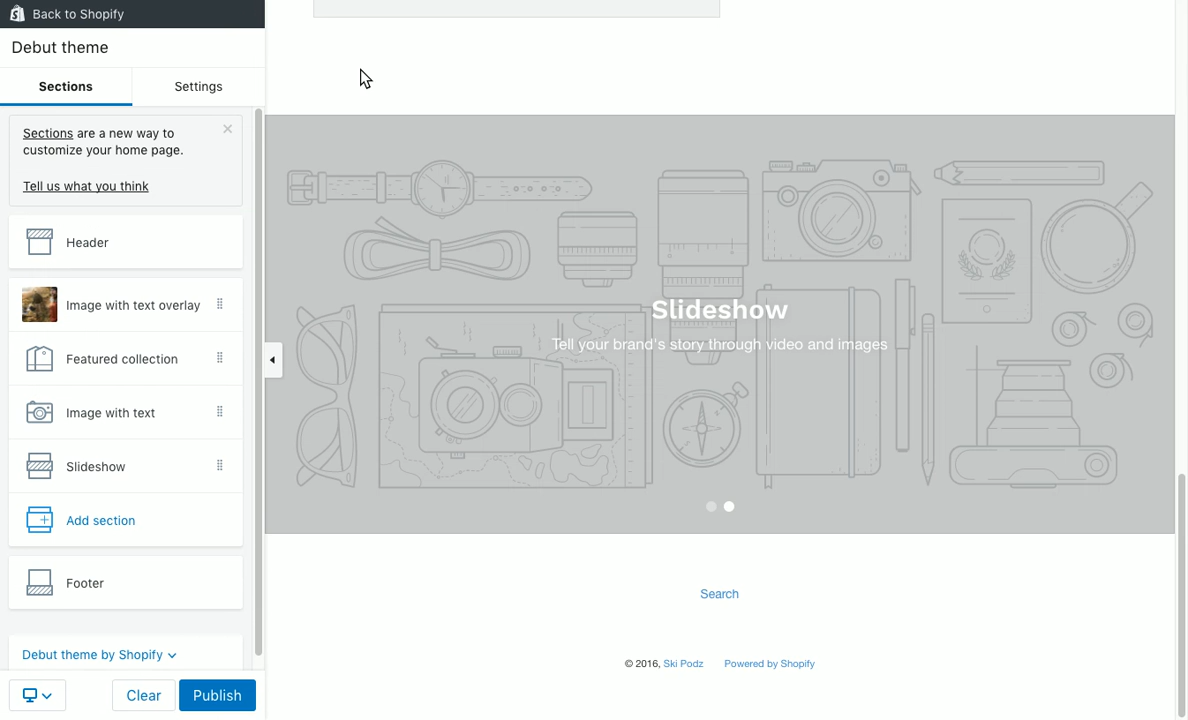 Back to Shopify
Debut theme
Sections
Settings
Sections are a new way to
customize your home page.
Tell us what you think
Header
Image with text overlay
Featured collection
Image with text
Slideshow
Add section
Footer
Debut theme by Shopify
Clear
Publish
Slideshow
Tell your brand's story through video and images
Search
© 2016, Ski Podz Powered by Shopify